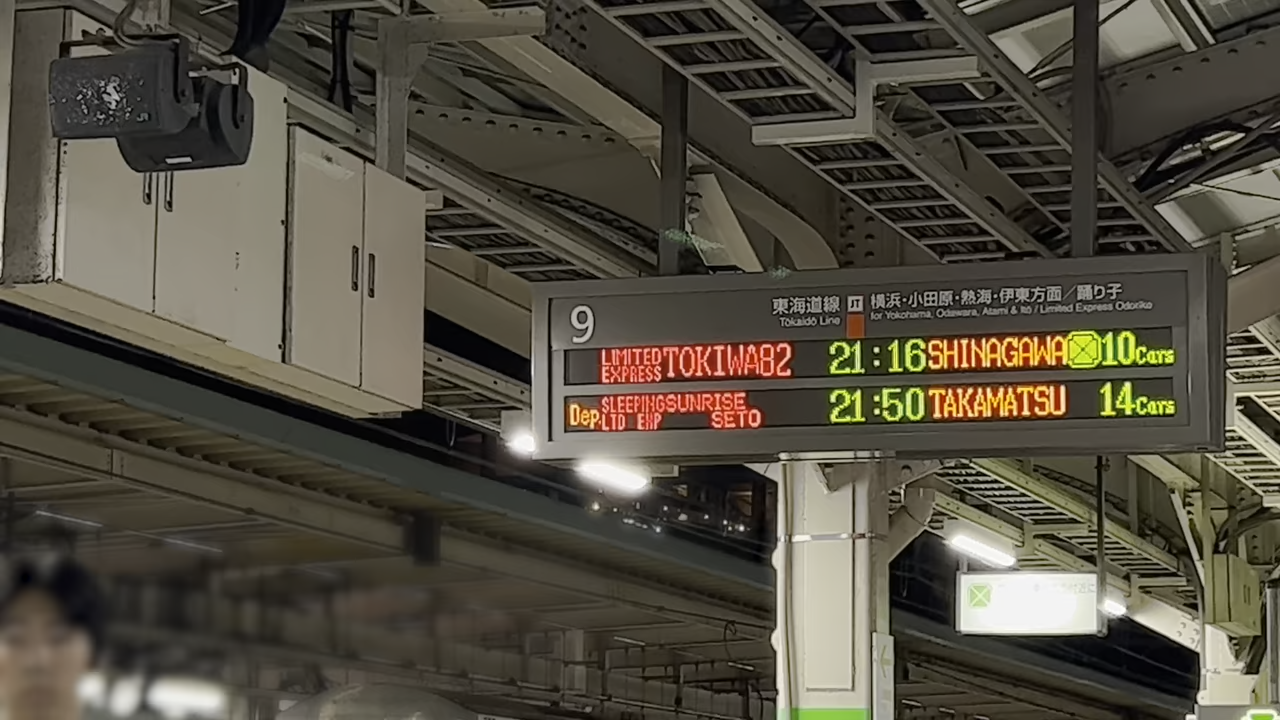 9
東海道線 JT 横浜・小田原・熱海・伊東方面／踊り子
Tōkaidō Line for Yokohama, Odawara, Atami & Itō / Limited Express Odoriko
LIMITED EXPRESS TOKIWA82 21:16 SHINAGAWA 10Cars
Dep. SLEEPING LTD EXP SUNRISE SETO 21:50 TAKAMATSU 14Cars